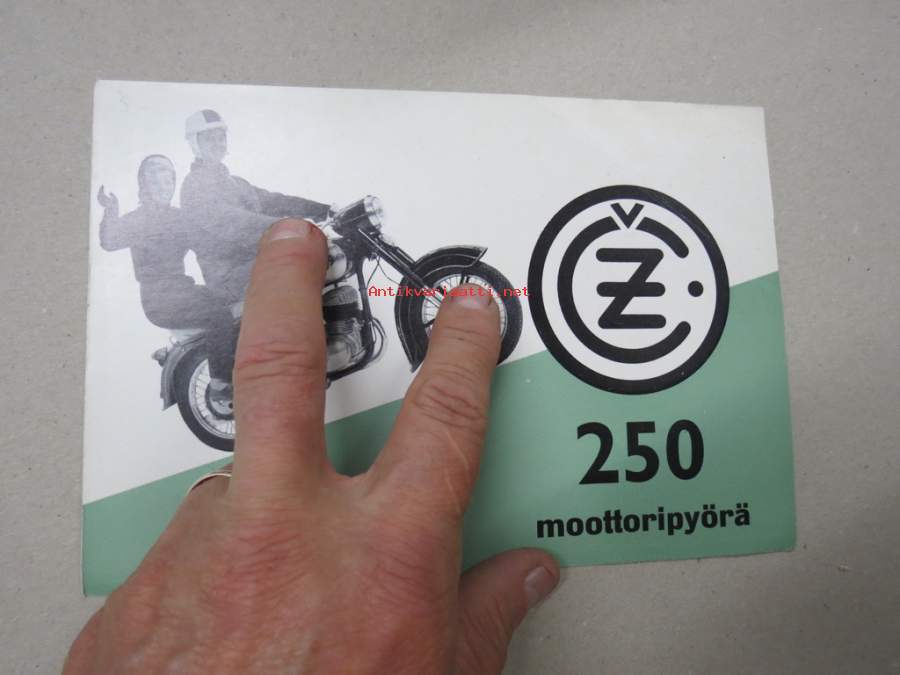 Antikvariaatti.net
ČZ
250
moottoripyörä